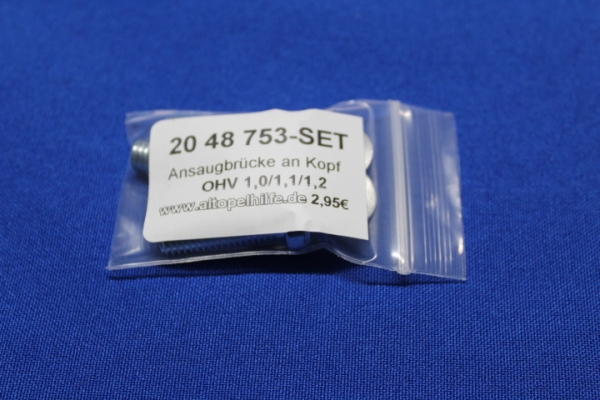 20 48 753-SET
Ansaugbrücke an Kopf
OHV 1,0/1,1/1,2
www.altopelhilfe.de 2,95€